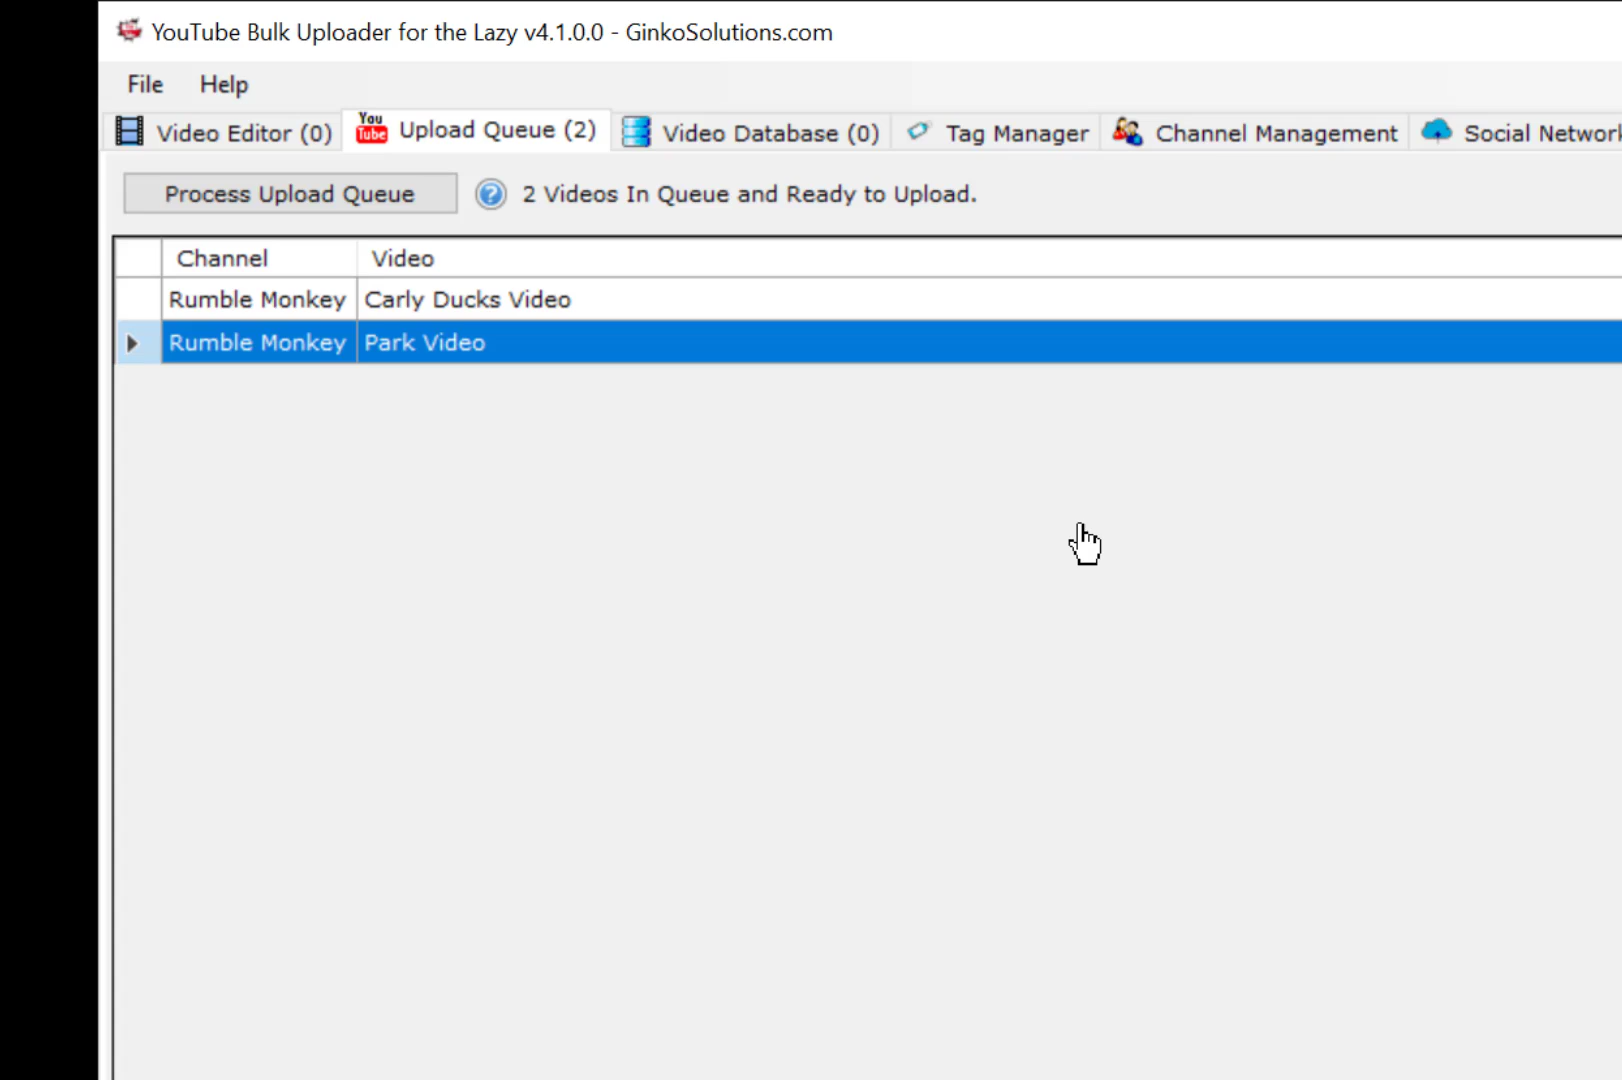 YouTube Bulk Uploader for the Lazy v4.1.0.0 - GinkoSolutions.com
File Help
Video Editor (0) You Tube Upload Queue (2) Video Database (0) Tag Manager Channel Management Social Network
Process Upload Queue ? 2 Videos In Queue and Ready to Upload.
Channel Video
Rumble Monkey Carly Ducks Video
Rumble Monkey Park Video